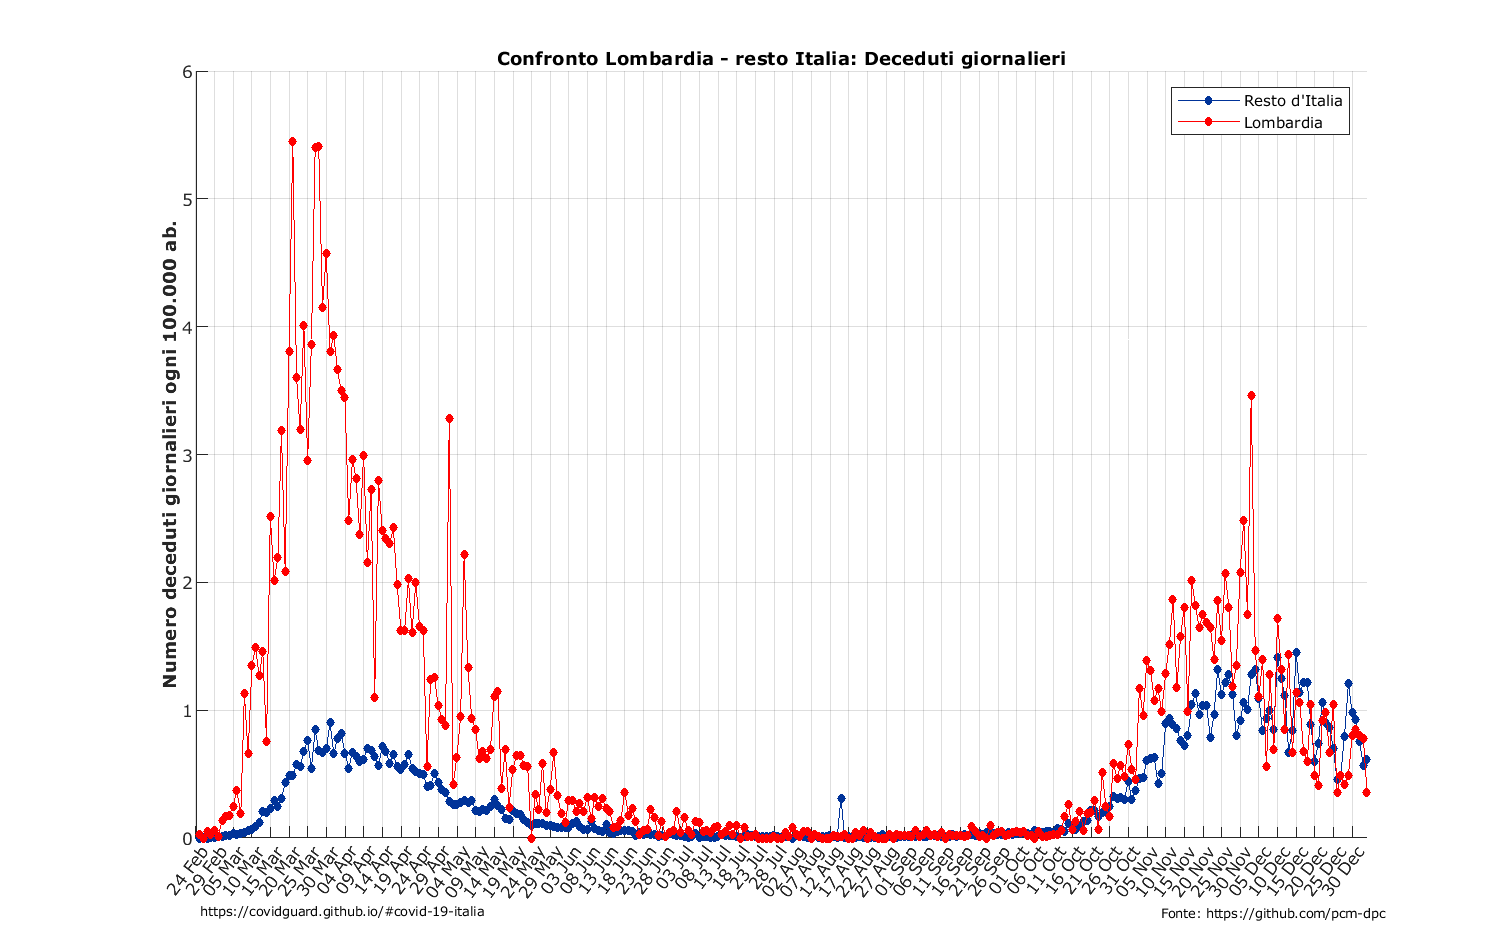 Confronto Lombardia - resto Italia: Deceduti giornalieri
Numero deceduti giornalieri ogni 100.000 ab.
6
5
4
3
2
1
0
Resto d'Italia
Lombardia
24 Feb
29 Feb
05 Mar
10 Mar
15 Mar
20 Mar
25 Mar
30 Mar
04 Apr
09 Apr
14 Apr
19 Apr
24 Apr
29 Apr
04 May
09 May
14 May
19 May
24 May
29 May
03 Jun
08 Jun
13 Jun
18 Jun
23 Jun
28 Jun
03 Jul
08 Jul
13 Jul
18 Jul
23 Jul
28 Jul
02 Aug
07 Aug
12 Aug
17 Aug
22 Aug
27 Aug
01 Sep
06 Sep
11 Sep
16 Sep
21 Sep
26 Sep
01 Oct
06 Oct
11 Oct
16 Oct
21 Oct
26 Oct
31 Oct
05 Nov
10 Nov
15 Nov
20 Nov
25 Nov
30 Nov
05 Dec
10 Dec
15 Dec
20 Dec
25 Dec
30 Dec
https://covidguard.github.io/#covid-19-italia
Fonte: https://github.com/pcm-dpc